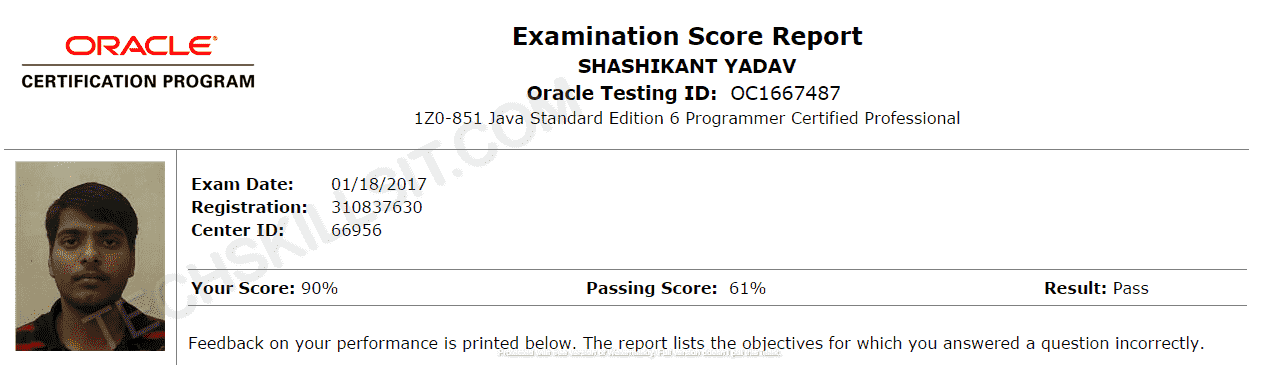 ORACLE
CERTIFICATION PROGRAM
Examination Score Report
SHASHIKANT YADAV
Oracle Testing ID: OC1667487
1Z0-851 Java Standard Edition 6 Programmer Certified Professional
Exam Date: 01/18/2017
Registration: 310837630
Center ID: 66956
Your Score: 90% Passing Score: 61% Result: Pass
Feedback on your performance is printed below. The report lists the objectives for which you answered a question incorrectly.
TECHSKILLSIT.COM